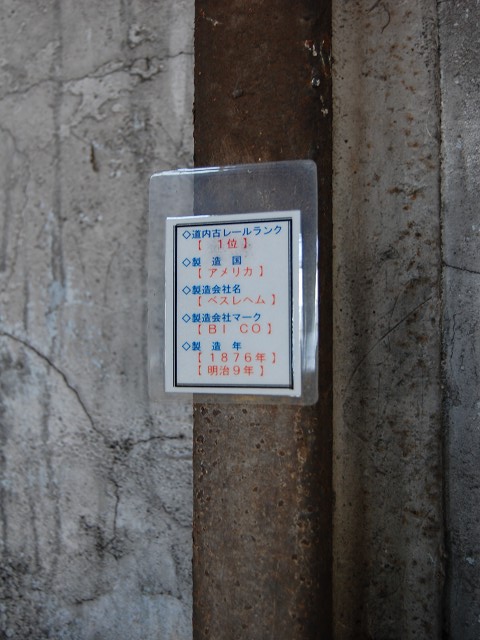 ◇道内古レールランク
【 1位 】
◇製 造 国
【 アメリカ 】
◇製造会社名
【 ベスレヘム 】
◇製造会社マーク
【 BI CO 】
◇製 造 年
【 1876年 】
【 明治9年 】